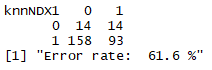 knnNDX1 0 1
0 14 14
1 158 93
[1] "Error rate: 61.6 %"